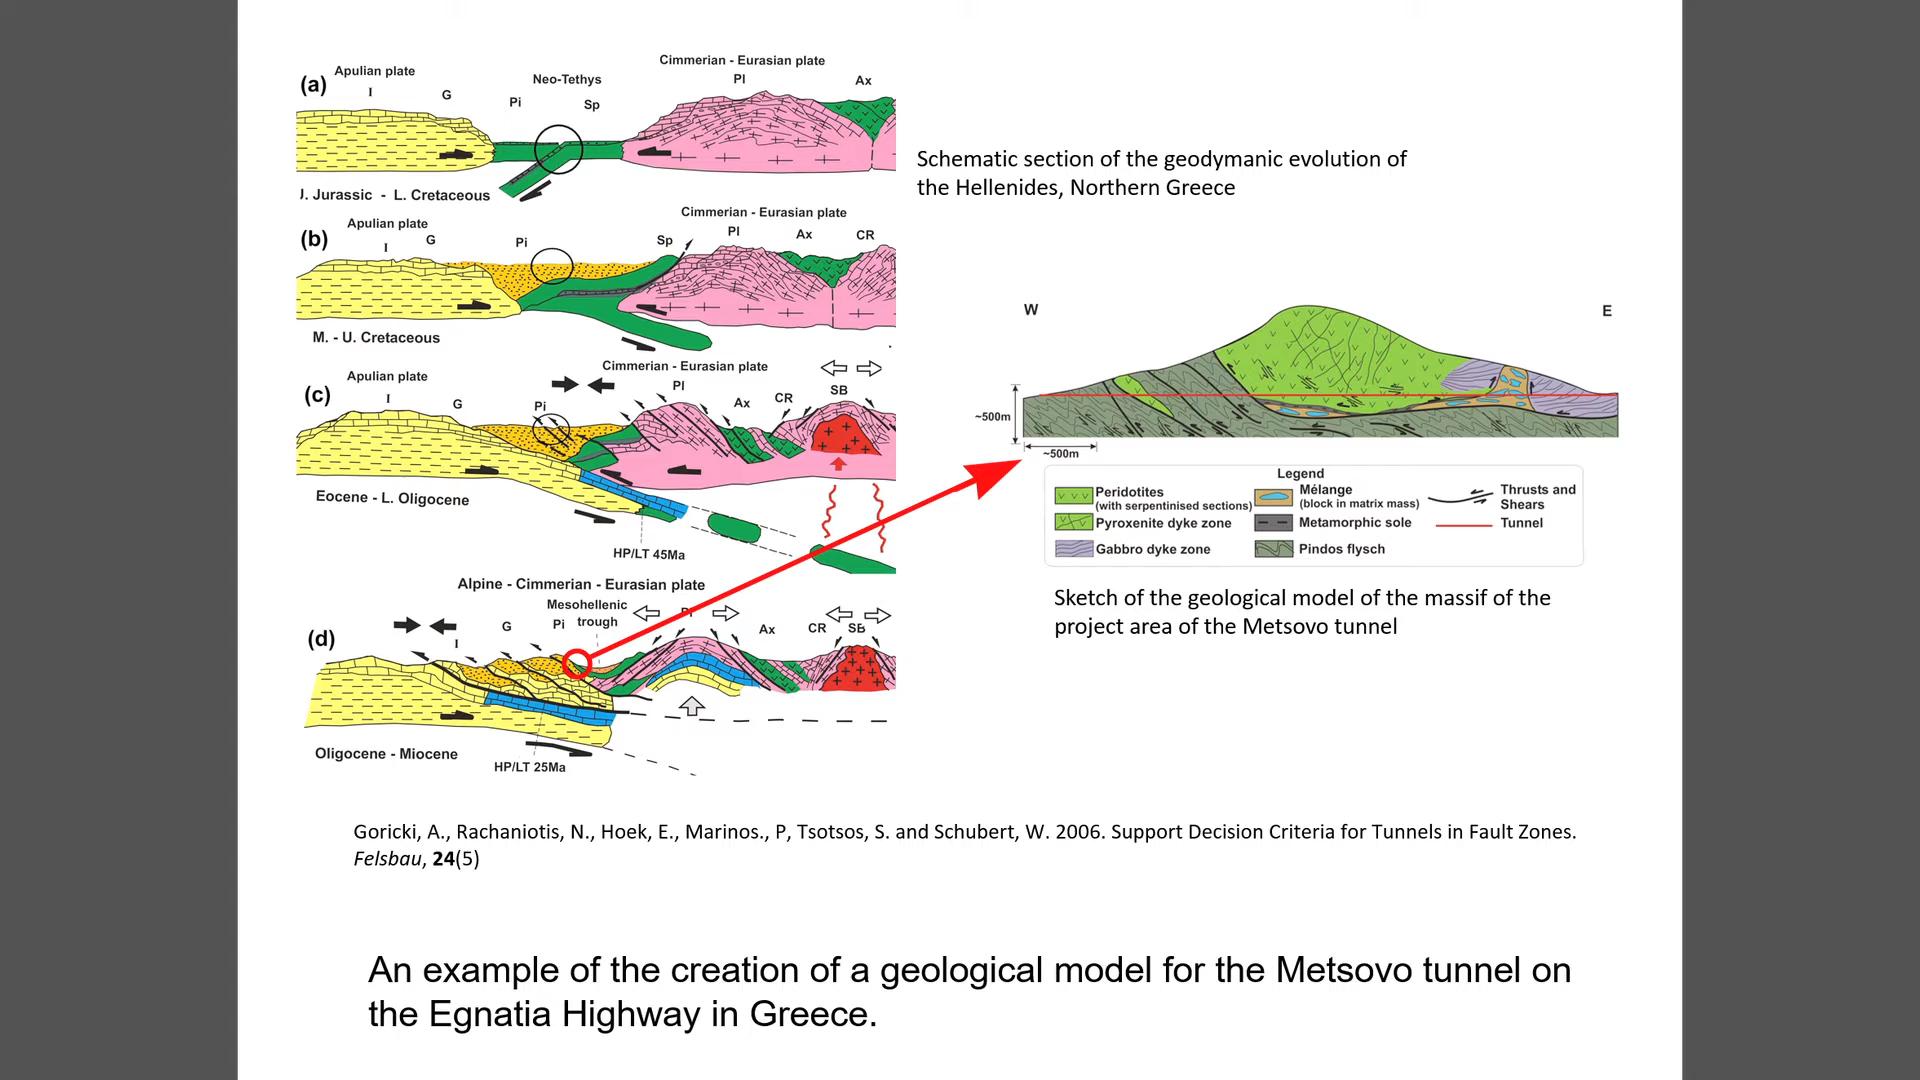 (a)
Apulian plate
I
G
Pi
Neo-Tethys
Sp
Cimmerian - Eurasian plate
Pl
Ax
J. Jurassic - L. Cretaceous
(b)
Apulian plate
I
G
Pi
Sp
Cimmerian - Eurasian plate
Pl
Ax
CR
M. - U. Cretaceous
(c)
Apulian plate
I
G
Pi
Cimmerian - Eurasian plate
Pl
Ax
CR
SB
Eocene - L. Oligocene
HP/LT 45Ma
Alpine - Cimmerian - Eurasian plate
(d)
I
G
Pi
Mesohellenic
trough
Ax
CR
SB
Oligocene - Miocene
HP/LT 25Ma
Schematic section of the geodymanic evolution of
the Hellenides, Northern Greece
W
E
~500m
~500m
Legend
Peridotites
(with serpentinised sections)
Pyroxenite dyke zone
Gabbro dyke zone
Mélange
(block in matrix mass)
Metamorphic sole
Pindos flysch
Thrusts and
Shears
Tunnel
Sketch of the geological model of the massif of the
project area of the Metsovo tunnel
Goricki, A., Rachaniotis, N., Hoek, E., Marinos., P, Tsotsos, S. and Schubert, W. 2006. Support Decision Criteria for Tunnels in Fault Zones.
Felsbau, 24(5)
An example of the creation of a geological model for the Metsovo tunnel on
the Egnatia Highway in Greece.